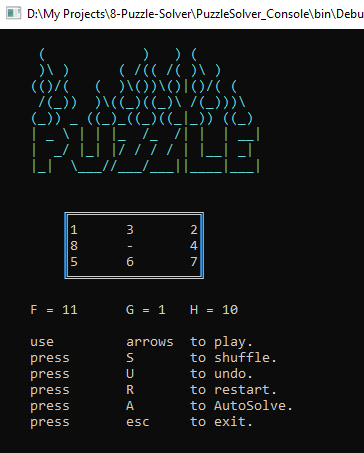 D:\My Projects\8-Puzzle-Solver\PuzzleSolver_Console\bin\Debu
PUZZLE
1 3 2
8 - 4
5 6 7
F = 11 G = 1 H = 10
use arrows to play.
press S to shuffle.
press U to undo.
press R to restart.
press A to AutoSolve.
press esc to exit.